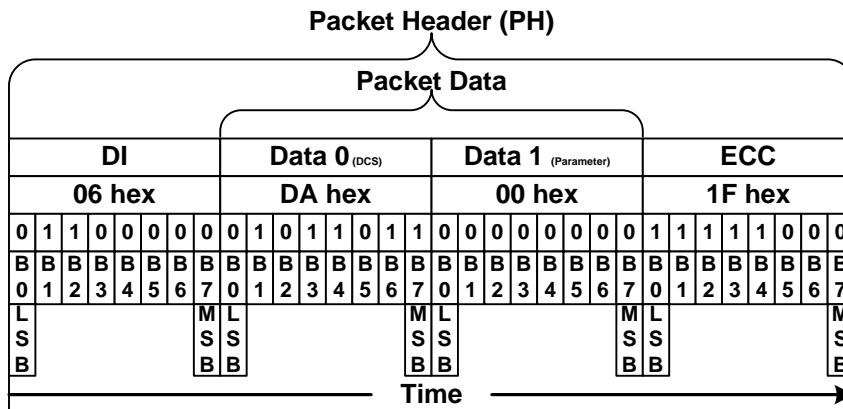 Packet Header (PH)
Packet Data
DI Data 0 (DCS) Data 1 (Parameter) ECC
06 hex DA hex 00 hex 1F hex
0 1 1 0 0 0 0 0 0 1 0 1 1 0 1 1 0 0 0 0 0 0 0 0 1 1 1 1 1 0 0 0
B B B B B B B B B B B B B B B B B B B B B B B B B B B B B B B B
0 1 2 3 4 5 6 7 0 1 2 3 4 5 6 7 0 1 2 3 4 5 6 7 0 1 2 3 4 5 6 7
L M L M L M L M
S S S S S S S S
B B B B B B B B
Time